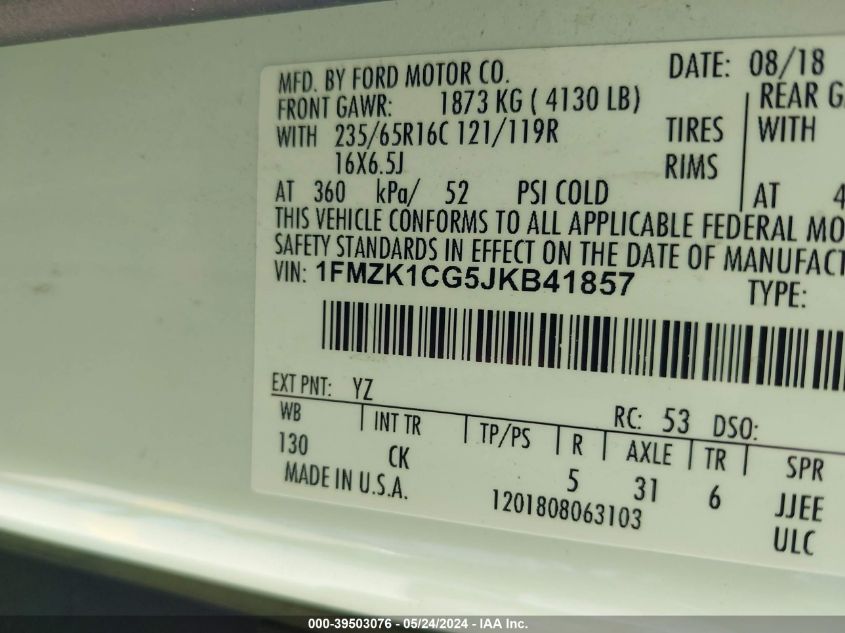 MFD. BY FORD MOTOR CO. DATE: 08/18
FRONT GAWR: 1873 KG ( 4130 LB) REAR
WITH 235/65R16C 121/119R TIRES WITH
16X6.5J RIMS
AT 360 kPa/ 52 PSI COLD AT 4
THIS VEHICLE CONFORMS TO ALL APPLICABLE FEDERAL MO
SAFETY STANDARDS IN EFFECT ON THE DATE OF MANUFACT
VIN: 1FMZK1CG5JKB41857 TYPE:
EXT PNT: YZ RC: 53 DSO:
WB INT TR TP/PS R AXLE TR SPR
130 CK 5 31 6 JJEE
MADE IN U.S.A. 1201808063103 ULC
000-39503076 - 05/24/2024 - IAA Inc.